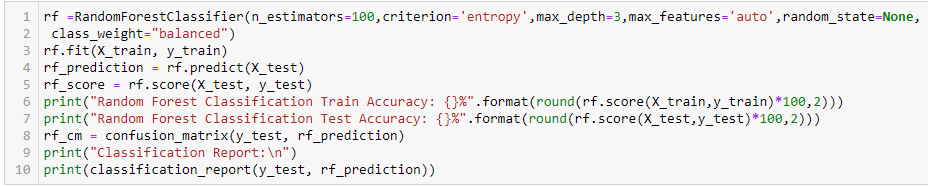 1 rf =RandomForestClassifier(n_estimators=100,criterion='entropy',max_depth=3,max_features='auto',random_state=None,
2 class_weight="balanced")
3 rf.fit(X_train, y_train)
4 rf_prediction = rf.predict(X_test)
5 rf_score = rf.score(X_test, y_test)
6 print("Random Forest Classification Train Accuracy: {}%".format(round(rf.score(X_train,y_train)*100,2)))
7 print("Random Forest Classification Test Accuracy: {}%".format(round(rf.score(X_test,y_test)*100,2)))
8 rf_cm = confusion_matrix(y_test, rf_prediction)
9 print("Classification Report:\n")
10 print(classification_report(y_test, rf_prediction))